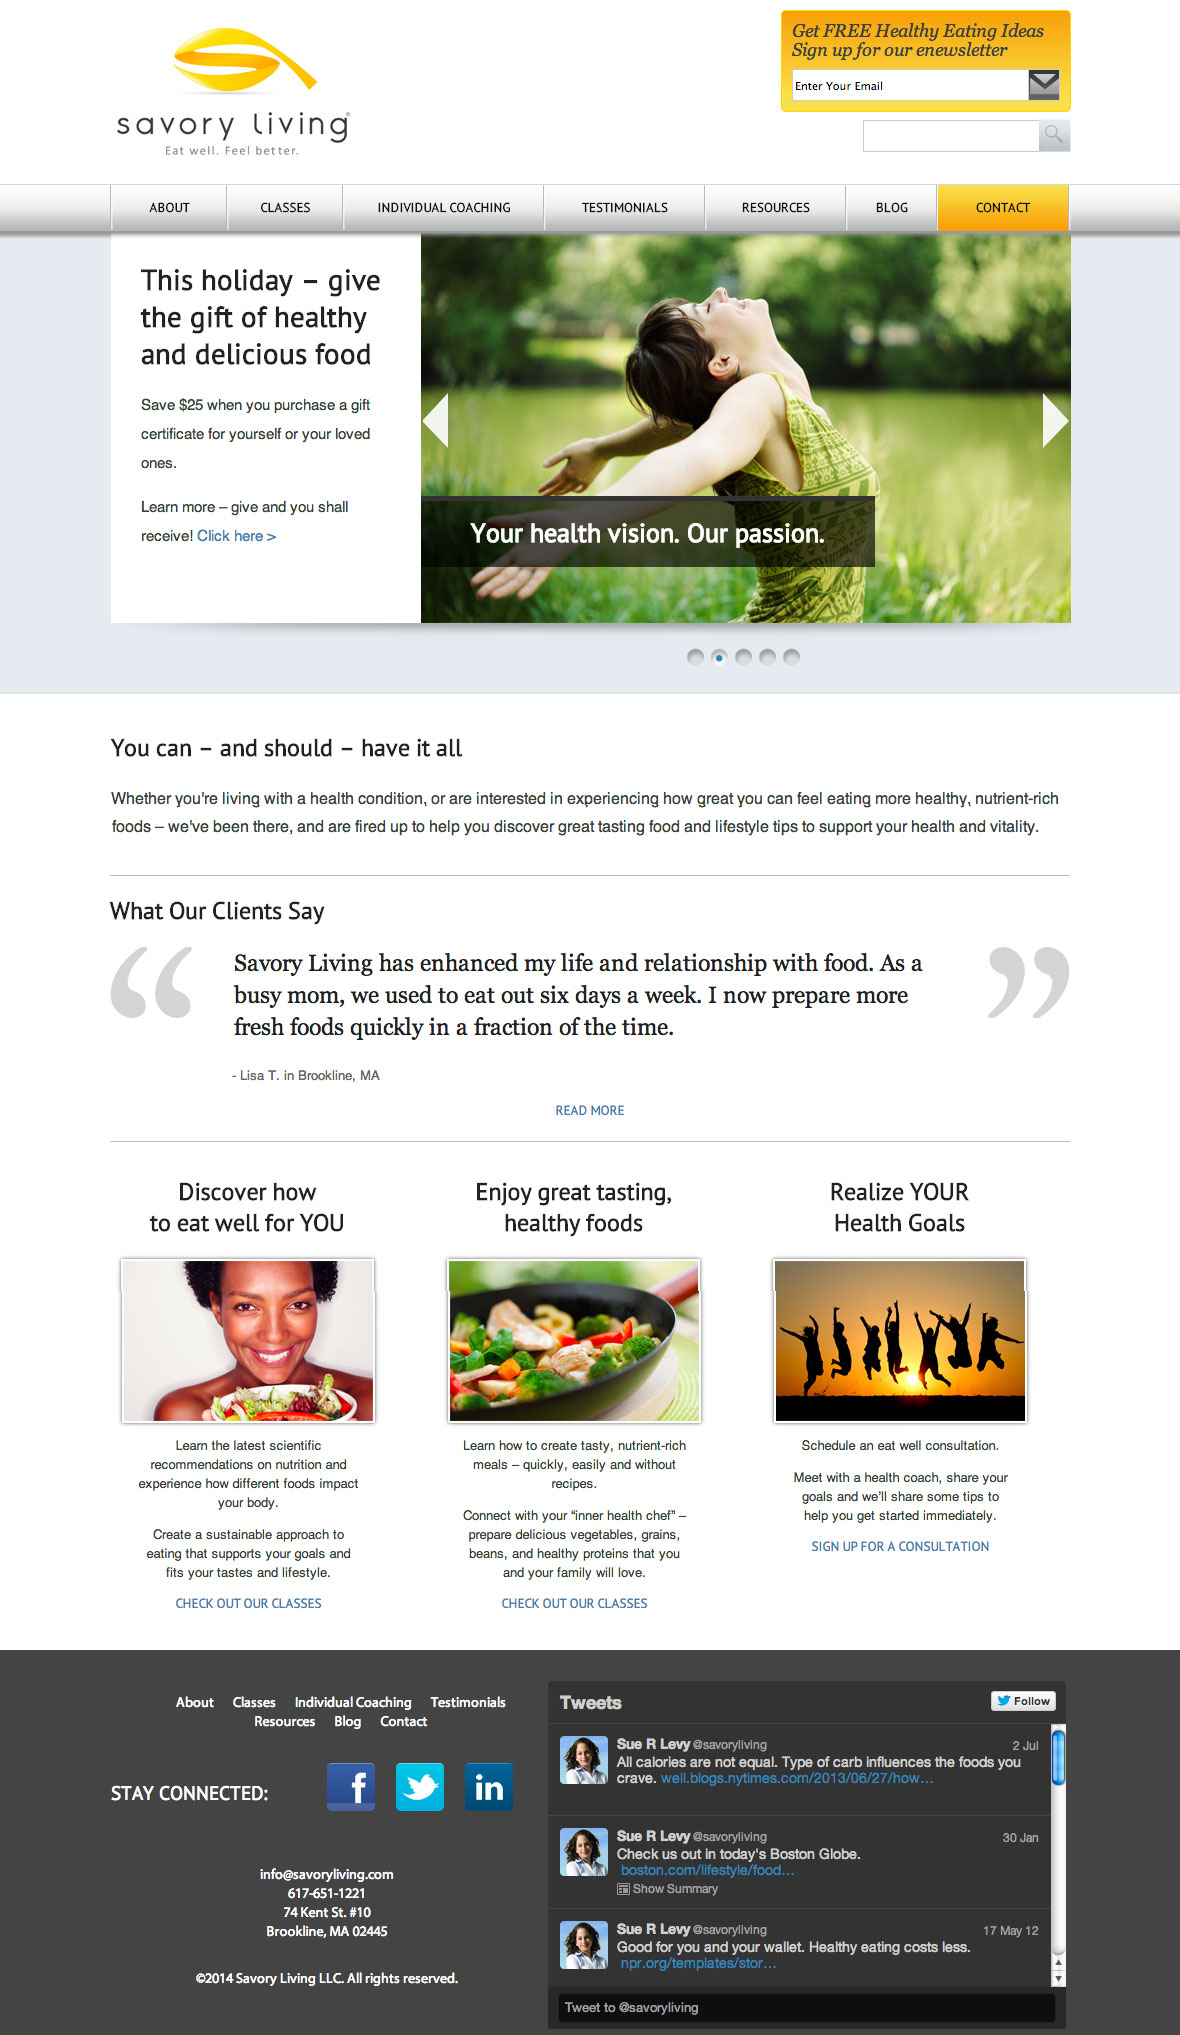 Get FREE Healthy Eating Ideas
Sign up for our enewsletter
Enter Your Email
savory living®
Eat well. Feel better.
ABOUT
CLASSES
INDIVIDUAL COACHING
TESTIMONIALS
RESOURCES
BLOG
CONTACT
This holiday – give
the gift of healthy
and delicious food
Save $25 when you purchase a gift
certificate for yourself or your loved
ones.
Learn more – give and you shall
receive! Click here >
Your health vision. Our passion.
You can – and should – have it all
Whether you're living with a health condition, or are interested in experiencing how great you can feel eating more healthy, nutrient-rich
foods – we've been there, and are fired up to help you discover great tasting food and lifestyle tips to support your health and vitality.
What Our Clients Say
“ Savory Living has enhanced my life and relationship with food. As a
busy mom, we used to eat out six days a week. I now prepare more
fresh foods quickly in a fraction of the time. ”
- Lisa T. in Brookline, MA
READ MORE
Discover how
to eat well for YOU
Learn the latest scientific
recommendations on nutrition and
experience how different foods impact
your body.
Create a sustainable approach to
eating that supports your goals and
fits your tastes and lifestyle.
CHECK OUT OUR CLASSES
Enjoy great tasting,
healthy foods
Learn how to create tasty, nutrient-rich
meals – quickly, easily and without
recipes.
Connect with your “inner health chef” –
prepare delicious vegetables, grains,
beans, and healthy proteins that you
and your family will love.
CHECK OUT OUR CLASSES
Realize YOUR
Health Goals
Schedule an eat well consultation.
Meet with a health coach, share your
goals and we’ll share some tips to
help you get started immediately.
SIGN UP FOR A CONSULTATION
About Classes Individual Coaching Testimonials
Resources Blog Contact
STAY CONNECTED:
f
in
info@savoryliving.com
617-651-1221
74 Kent St. #10
Brookline, MA 02445
©2014 Savory Living LLC. All rights reserved.
Tweets
Follow
Sue R Levy @savoryliving 2 Jul
All calories are not equal. Type of carb influences the foods you
crave. well.blogs.nytimes.com/2013/06/27/how…
Sue R Levy @savoryliving 30 Jan
Check us out in today's Boston Globe.
boston.com/lifestyle/food…
Show Summary
Sue R Levy @savoryliving 17 May 12
Good for you and your wallet. Healthy eating costs less.
npr.org/templates/stor…
Tweet to @savoryliving